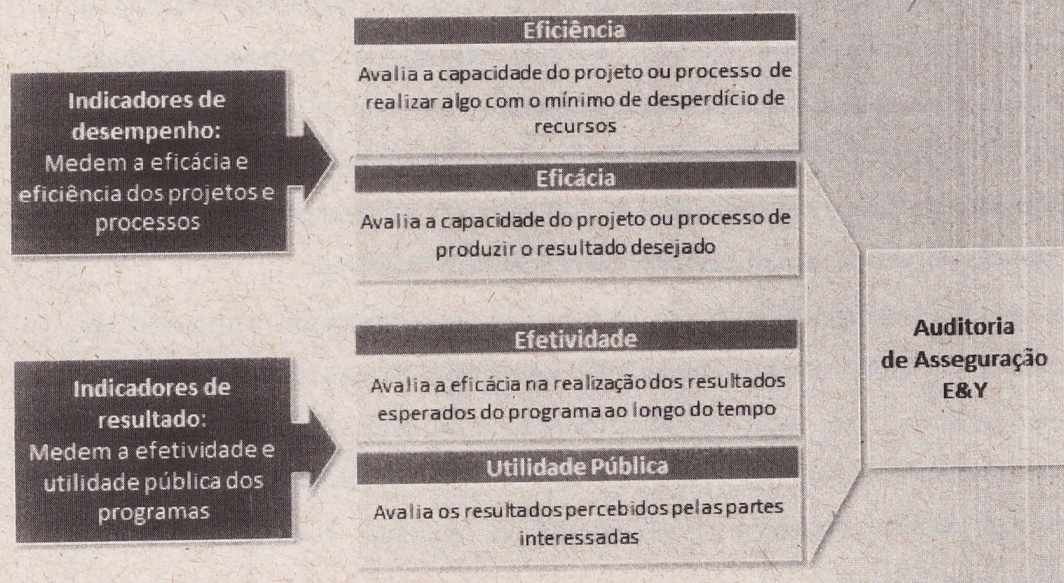 Indicadores de
desempenho:
Medem a eficácia e
eficiência dos projetos e
processos
Eficiência
Avalia a capacidade do projeto ou processo de
realizar algo com o mínimo de desperdício de
recursos
Eficácia
Avalia a capacidade do projeto ou processo de
produzir o resultado desejado
Indicadores de
resultado:
Medem a efetividade e
utilidade pública dos
programas
Efetividade
Avalia a eficácia na realização dos resultados
esperados do programa ao longo do tempo
Utilidade Pública
Avalia os resultados percebidos pelas partes
interessadas
Auditoria
de Asseguração
E&Y